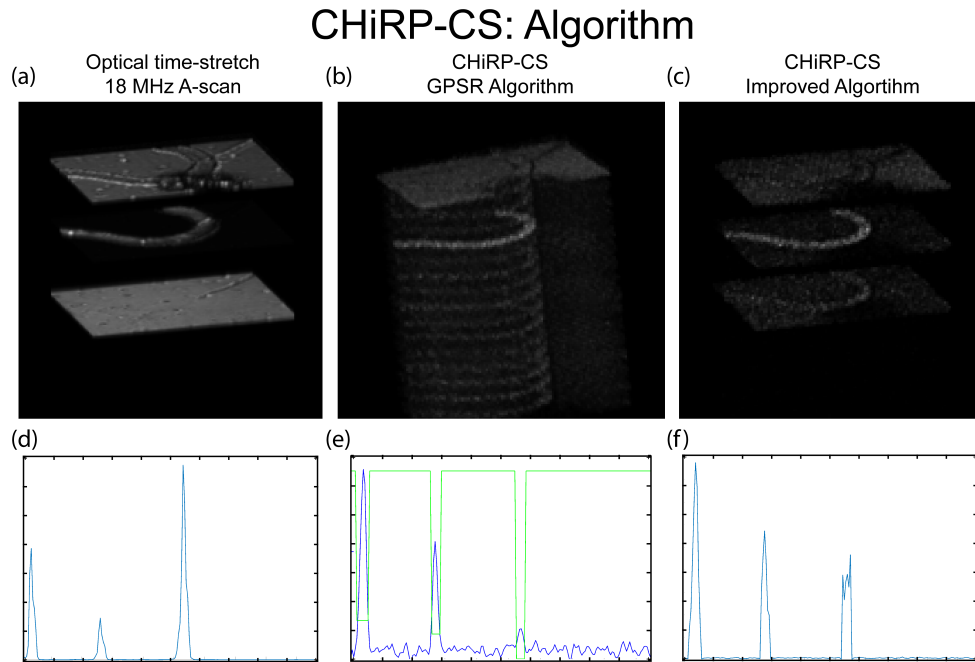 CHiRP-CS: Algorithm
(a)
Optical time-stretch
18 MHz A-scan
(b)
CHiRP-CS
GPSR Algorithm
(c)
CHiRP-CS
Improved Algortihm
(d)
(e)
(f)